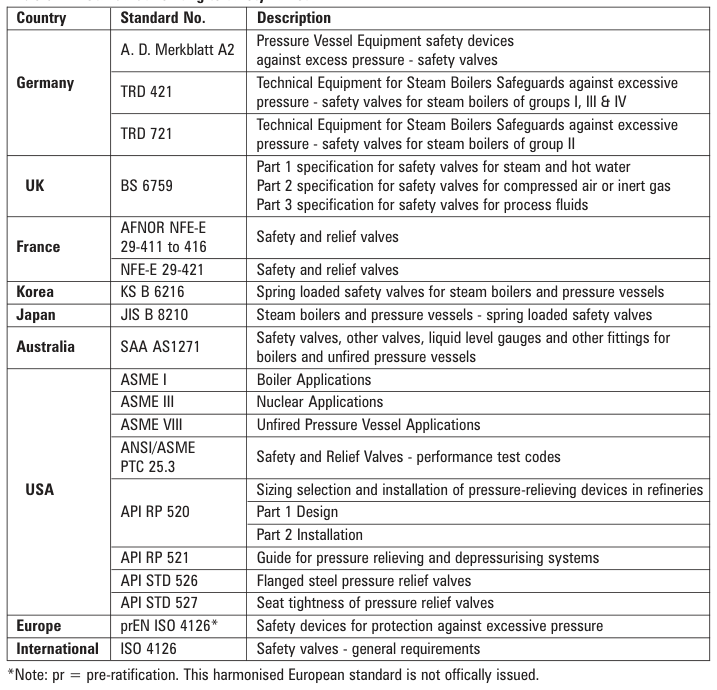 Country Standard No. Description
Germany
A. D. Merkblatt A2
Pressure Vessel Equipment safety devices
against excess pressure - safety valves
TRD 421
Technical Equipment for Steam Boilers Safeguards against excessive
pressure - safety valves for steam boilers of groups I, III & IV
TRD 721
Technical Equipment for Steam Boilers Safeguards against excessive
pressure - safety valves for steam boilers of group II
UK
BS 6759
Part 1 specification for safety valves for steam and hot water
Part 2 specification for safety valves for compressed air or inert gas
Part 3 specification for safety valves for process fluids
France
AFNOR NFE-E
29-411 to 416
Safety and relief valves
NFE-E 29-421 Safety and relief valves
Korea KS B 6216 Spring loaded safety valves for steam boilers and pressure vessels
Japan JIS B 8210 Steam boilers and pressure vessels - spring loaded safety valves
Australia SAA AS1271
Safety valves, other valves, liquid level gauges and other fittings for
boilers and unfired pressure vessels
USA
ASME I Boiler Applications
ASME III Nuclear Applications
ASME VIII Unfired Pressure Vessel Applications
ANSI/ASME
PTC 25.3
Safety and Relief Valves - performance test codes
API RP 520
Sizing selection and installation of pressure-relieving devices in refineries
Part 1 Design
Part 2 Installation
API RP 521 Guide for pressure relieving and depressurising systems
API STD 526 Flanged steel pressure relief valves
API STD 527 Seat tightness of pressure relief valves
Europe prEN ISO 4126* Safety devices for protection against excessive pressure
International ISO 4126 Safety valves - general requirements
*Note: pr = pre-ratification. This harmonised European standard is not offically issued.